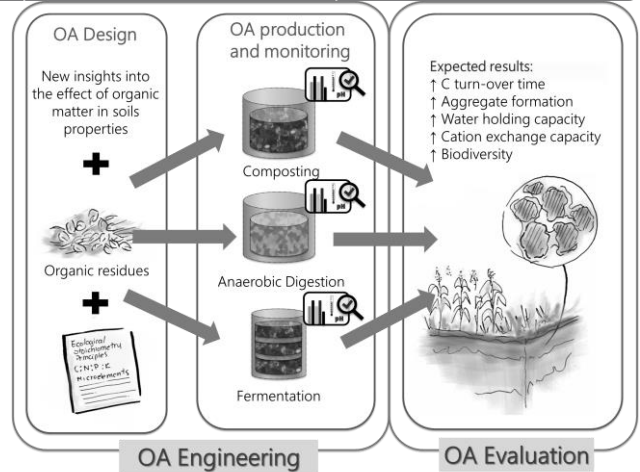 OA Design
New insights into
the effect of organic
matter in soils
properties
Organic residues
Ecological
stoichiometry
Principles
C:N:P:K
Microelements
OA production
and monitoring
pH
Composting
pH
Anaerobic Digestion
pH
Fermentation
Expected results:
↑ C turn-over time
↑ Aggregate formation
↑ Water holding capacity
↑ Cation exchange capacity
↑ Biodiversity
OA Engineering
OA Evaluation